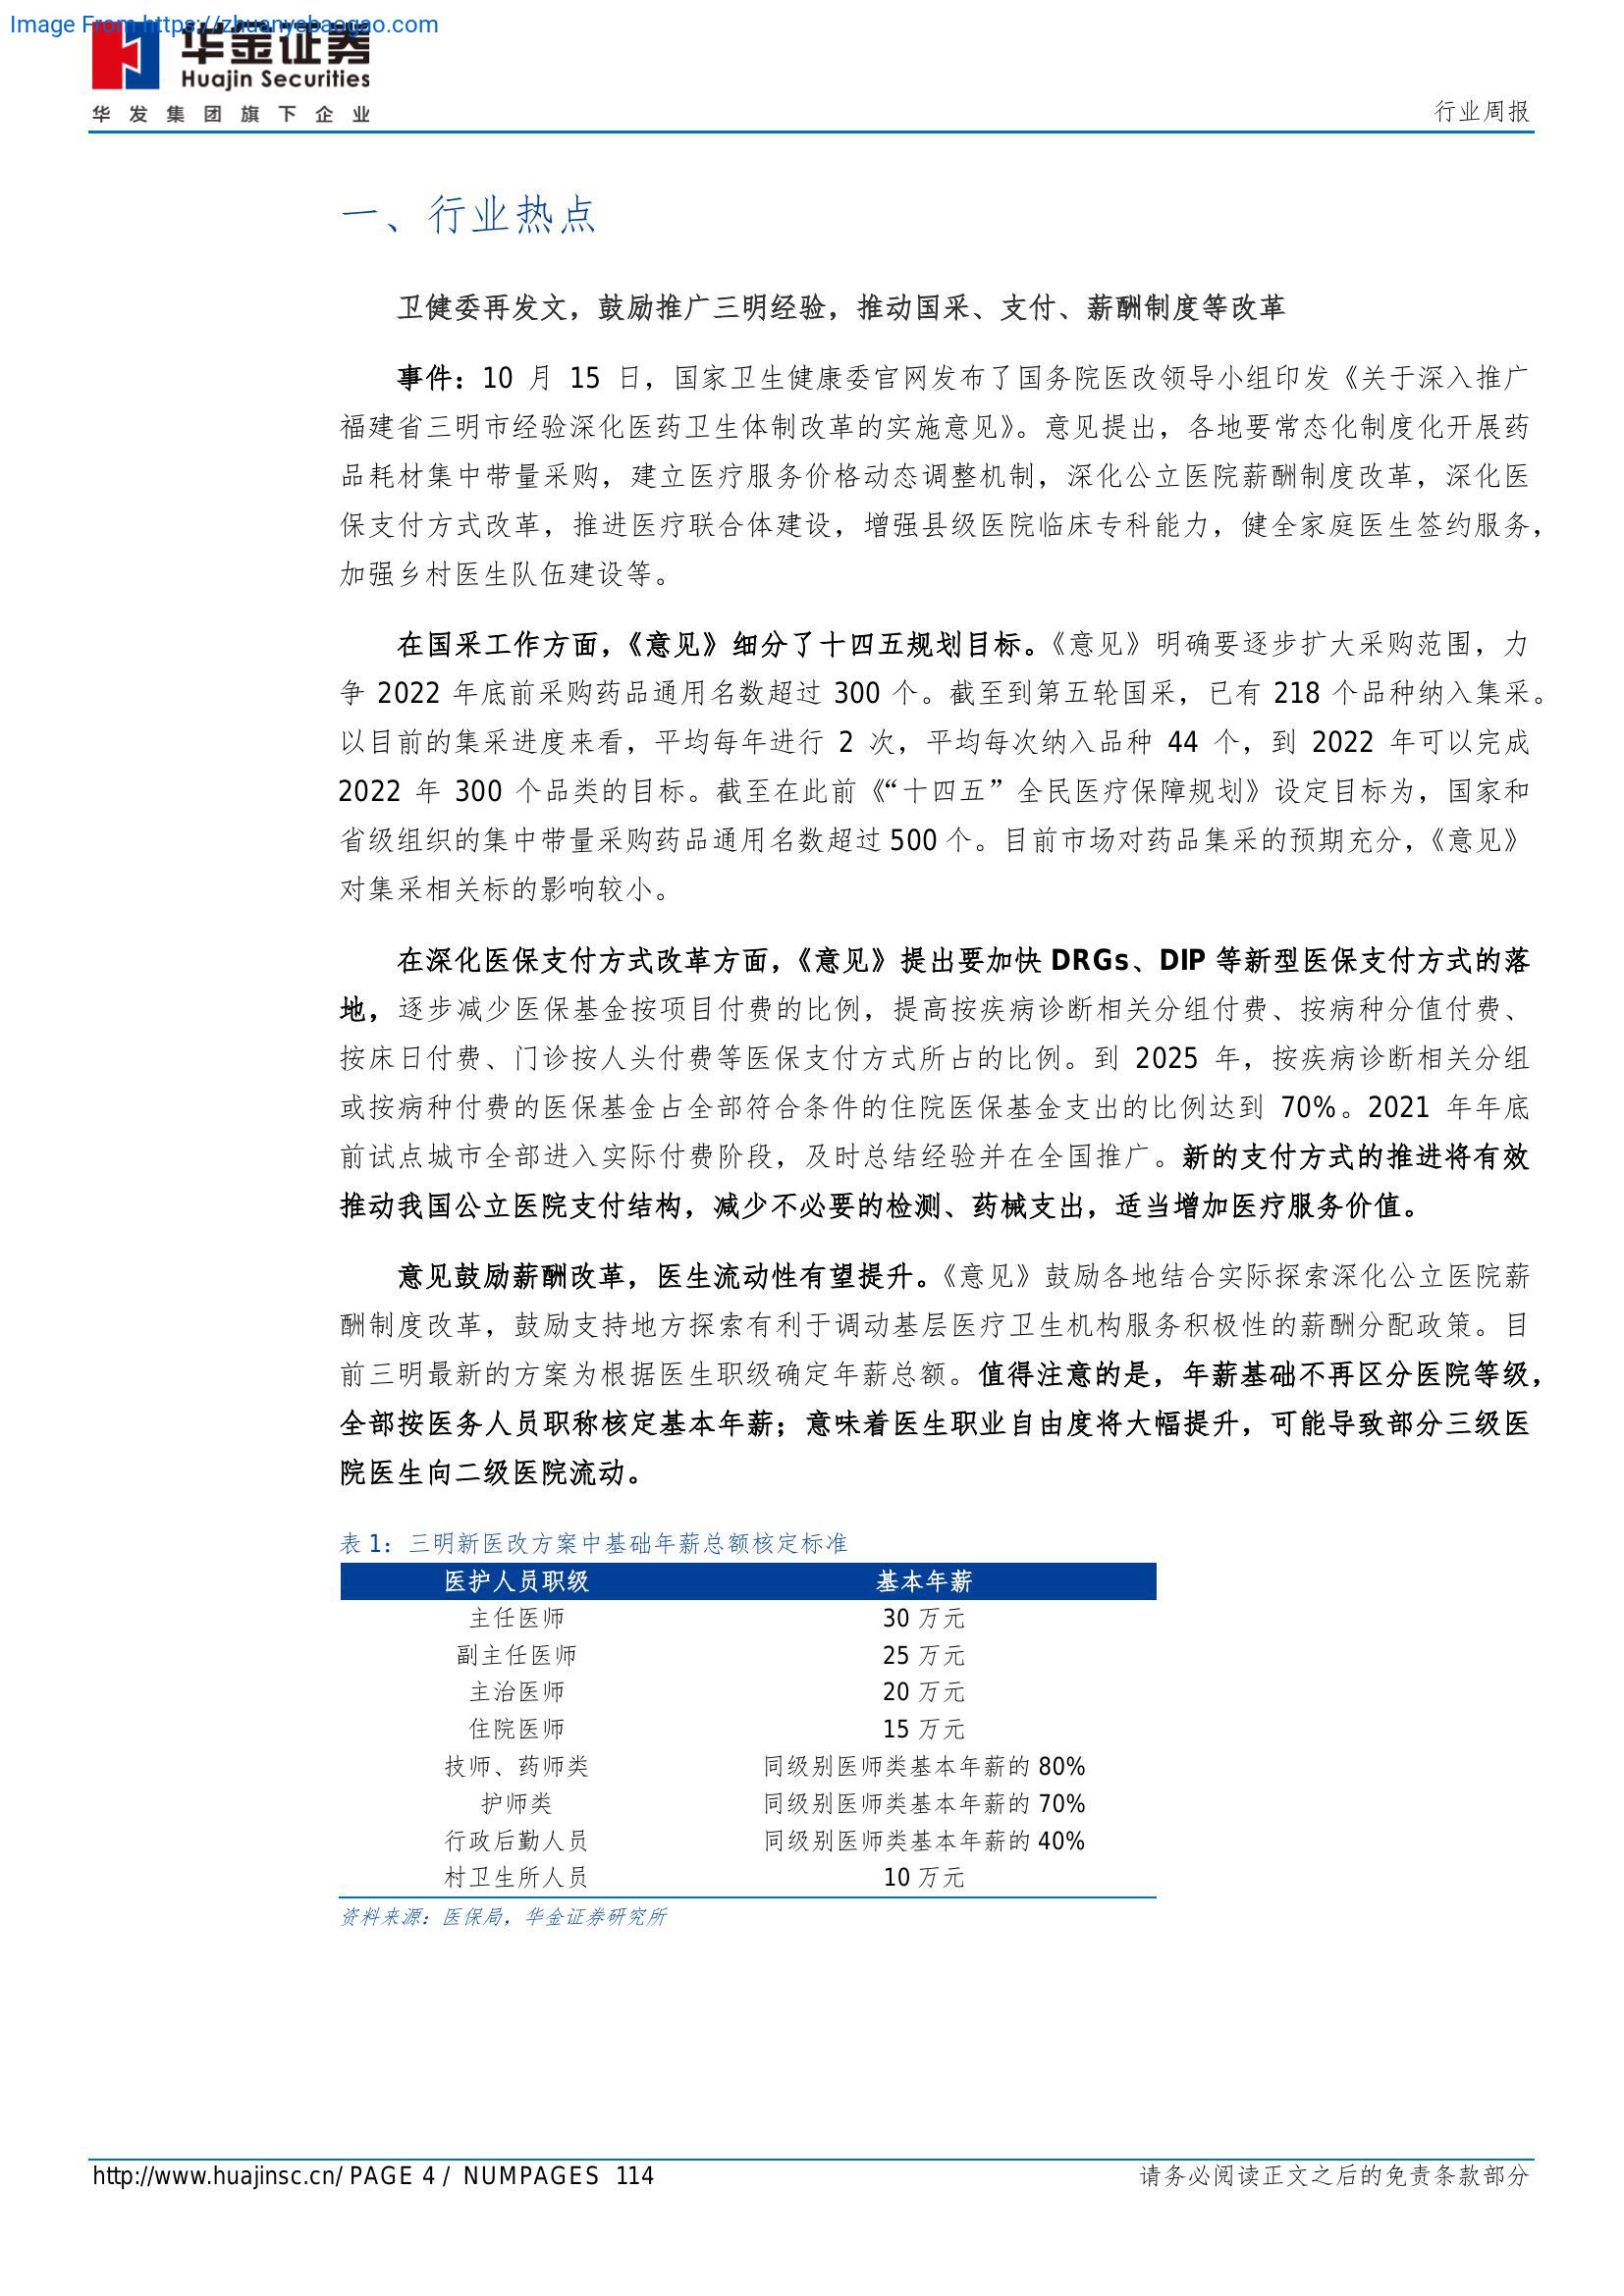 Image From https://zhuanyebaogao.com
华金证券
Huajin Securities
华发集团旗下企业
行业周报
一、行业热点
卫健委再发文，鼓励推广三明经验，推动国采、支付、薪酬制度等改革
事件：10 月 15 日，国家卫生健康委官网发布了国务院医改领导小组印发《关于深入推广
福建省三明市经验深化医药卫生体制改革的实施意见》。意见提出，各地要常态化制度化开展药
品耗材集中带量采购，建立医疗服务价格动态调整机制，深化公立医院薪酬制度改革，深化医
保支付方式改革，推进医疗联合体建设，增强县级医院临床专科能力，健全家庭医生签约服务，
加强乡村医生队伍建设等。
在国采工作方面，《意见》细分了十四五规划目标。《意见》明确要逐步扩大采购范围，力
争 2022 年底前采购药品通用名数超过 300 个。截至到第五轮国采，已有 218 个品种纳入集采。
以目前的集采进度来看，平均每年进行 2 次，平均每次纳入品种 44 个，到 2022 年可以完成
2022 年 300 个品类的目标。截至在此前《“十四五”全民医疗保障规划》设定目标为，国家和
省级组织的集中带量采购药品通用名数超过 500 个。目前市场对药品集采的预期充分，《意见》
对集采相关标的影响较小。
在深化医保支付方式改革方面，《意见》提出要加快 DRGs、DIP 等新型医保支付方式的落
地，逐步减少医保基金按项目付费的比例，提高按疾病诊断相关分组付费、按病种分值付费、
按床日付费、门诊按人头付费等医保支付方式所占的比例。到 2025 年，按疾病诊断相关分组
或按病种付费的医保基金占全部符合条件的住院医保基金支出的比例达到 70%。2021 年年底
前试点城市全部进入实际付费阶段，及时总结经验并在全国推广。新的支付方式的推进将有效
推动我国公立医院支付结构，减少不必要的检测、药械支出，适当增加医疗服务价值。
意见鼓励薪酬改革，医生流动性有望提升。《意见》鼓励各地结合实际探索深化公立医院薪
酬制度改革，鼓励支持地方探索有利于调动基层医疗卫生机构服务积极性的薪酬分配政策。目
前三明最新的方案为根据医生职级确定年薪总额。值得注意的是，年薪基础不再区分医院等级，
全部按医务人员职称核定基本年薪；意味着医生职业自由度将大幅提升，可能导致部分三级医
院医生向二级医院流动。
表 1：三明新医改方案中基础年薪总额核定标准
医护人员职级 基本年薪
主任医师 30 万元
副主任医师 25 万元
主治医师 20 万元
住院医师 15 万元
技师、药师类 同级别医师类基本年薪的 80%
护师类 同级别医师类基本年薪的 70%
行政后勤人员 同级别医师类基本年薪的 40%
村卫生所人员 10 万元
资料来源：医保局，华金证券研究所
http://www.huajinsc.cn/ PAGE 4 / NUMPAGES 114
请务必阅读正文之后的免责条款部分